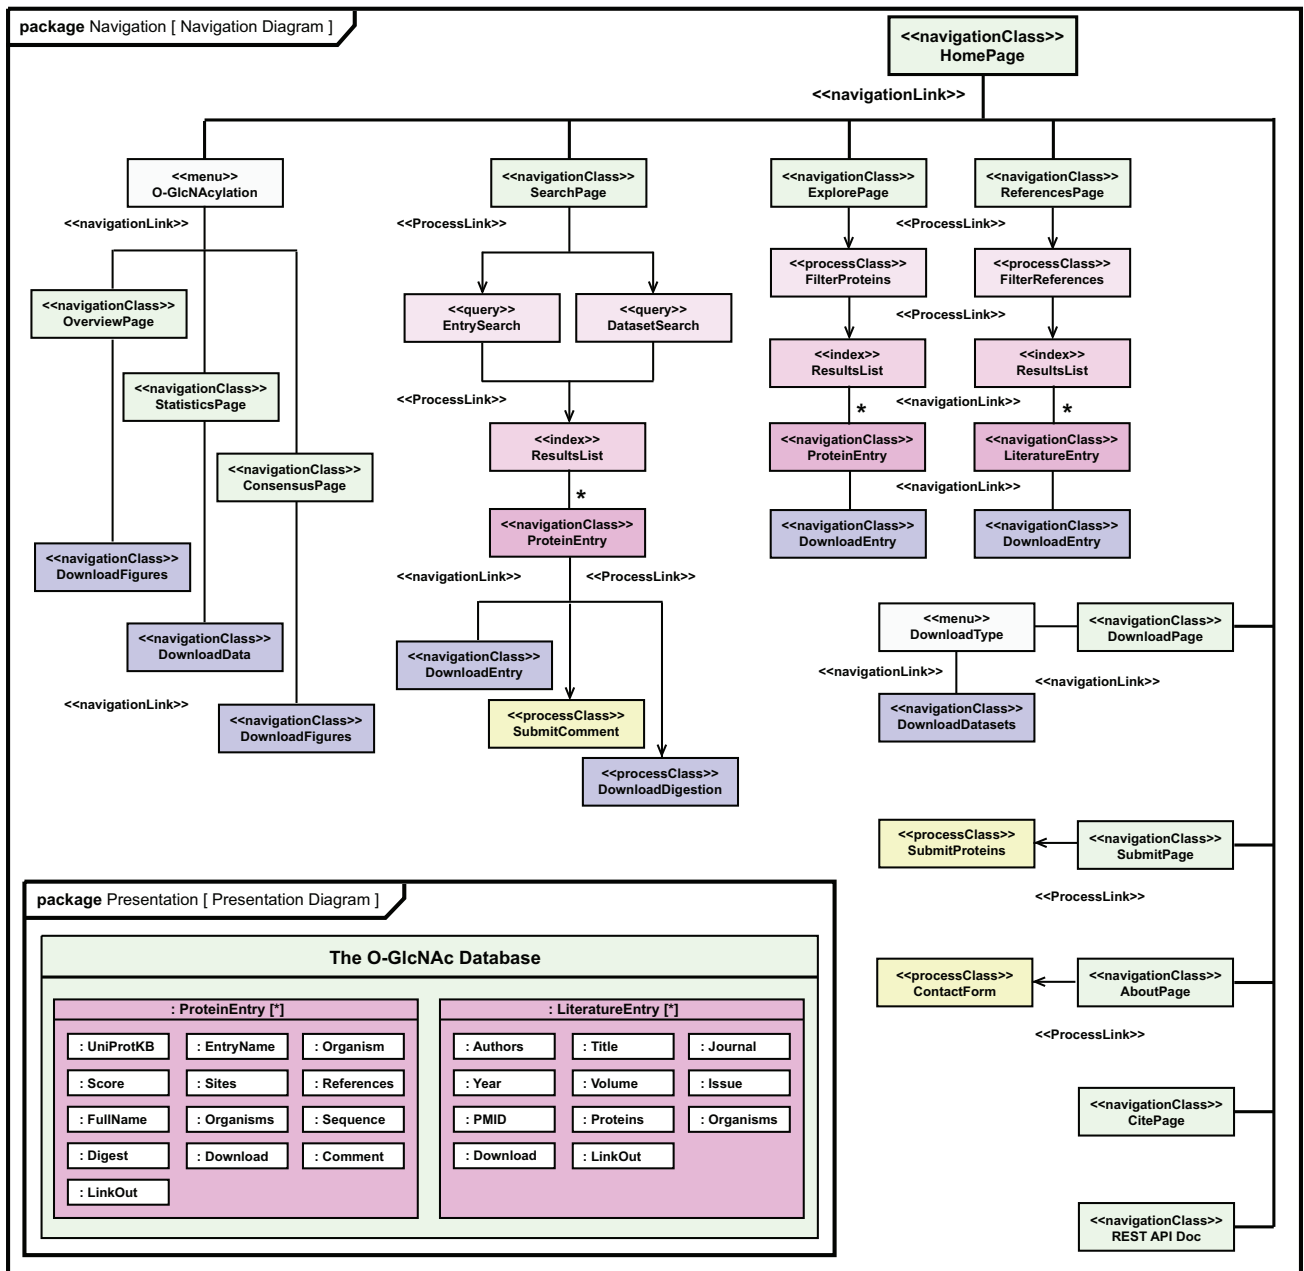 package Navigation [ Navigation Diagram ]
<<navigationClass>>
HomePage
<<navigationLink>>
<<menu>>
O-GlcNAcylation
<<navigationLink>>
<<navigationClass>>
OverviewPage
<<navigationClass>>
StatisticsPage
<<navigationClass>>
ConsensusPage
<<navigationClass>>
DownloadFigures
<<navigationClass>>
DownloadData
<<navigationLink>>
<<navigationClass>>
DownloadFigures
<<navigationClass>>
SearchPage
<<ProcessLink>>
<<query>>
EntrySearch
<<query>>
DatasetSearch
<<ProcessLink>>
<<index>>
ResultsList
*
<<navigationClass>>
ProteinEntry
<<navigationLink>>
<<ProcessLink>>
<<navigationClass>>
DownloadEntry
<<processClass>>
SubmitComment
<<processClass>>
DownloadDigestion
<<navigationClass>>
ExplorePage
<<navigationClass>>
ReferencesPage
<<ProcessLink>>
<<processClass>>
FilterProteins
<<processClass>>
FilterReferences
<<ProcessLink>>
<<index>>
ResultsList
<<index>>
ResultsList
*
<<navigationLink>>
*
<<navigationClass>>
ProteinEntry
<<navigationClass>>
LiteratureEntry
<<navigationLink>>
<<navigationClass>>
DownloadEntry
<<navigationClass>>
DownloadEntry
<<menu>>
DownloadType
<<navigationClass>>
DownloadPage
<<navigationLink>>
<<navigationLink>>
<<navigationClass>>
DownloadDatasets
<<processClass>>
SubmitProteins
<<navigationClass>>
SubmitPage
<<ProcessLink>>
<<processClass>>
ContactForm
<<navigationClass>>
AboutPage
<<ProcessLink>>
<<navigationClass>>
CitePage
<<navigationClass>>
REST API Doc
package Presentation [ Presentation Diagram ]
The O-GlcNAc Database
: ProteinEntry [*]
: UniProtKB
: EntryName
: Organism
: Score
: Sites
: References
: FullName
: Organisms
: Sequence
: Digest
: Download
: Comment
: LinkOut
: LiteratureEntry [*]
: Authors
: Title
: Journal
: Year
: Volume
: Issue
: PMID
: Proteins
: Organisms
: Download
: LinkOut